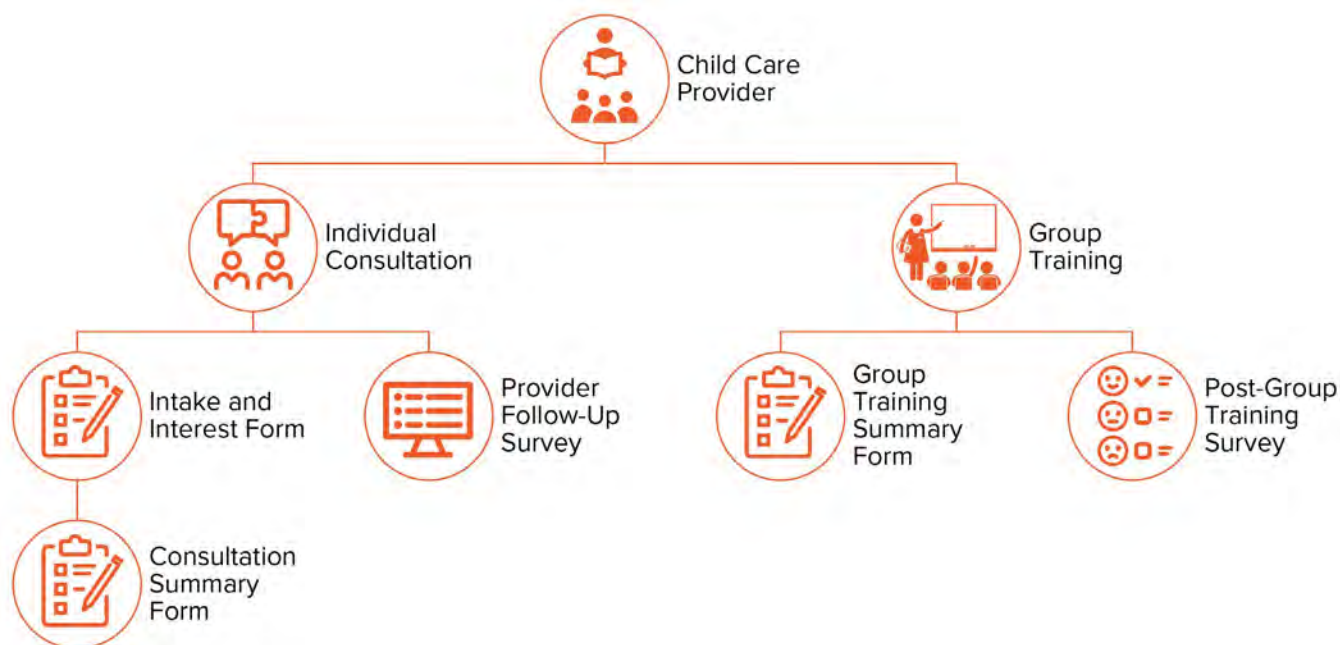 Child Care
Provider
Individual
Consultation
Group
Training
Intake and
Interest Form
Provider
Follow-Up
Survey
Group
Training
Summary
Form
Post-Group
Training
Survey
Consultation
Summary
Form